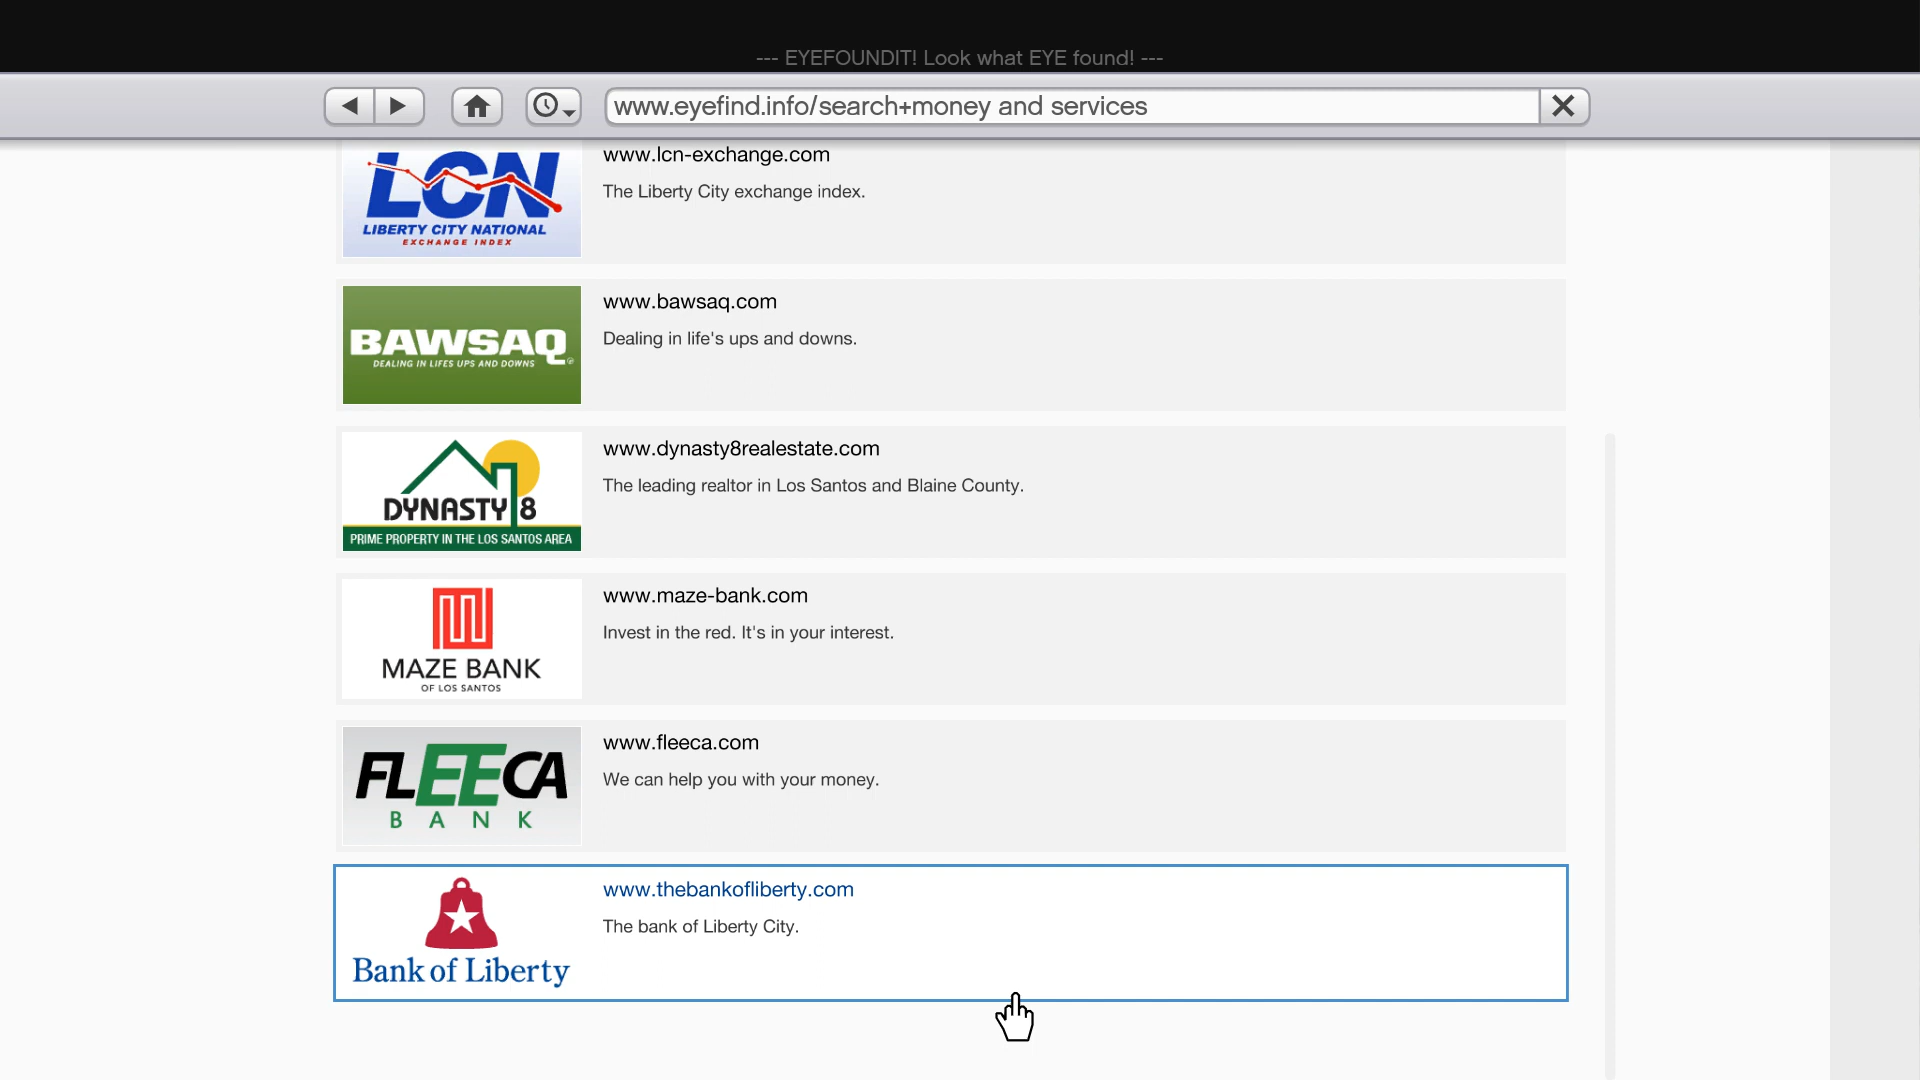 --- EYEFOUNDIT! Look what EYE found! ---
www.eyefind.info/search+money and services
LCN
LIBERTY CITY NATIONAL
EXCHANGE INDEX
www.lcn-exchange.com
The Liberty City exchange index.
BAWSAQ
DEALING IN LIFES UPS AND DOWNS
www.bawsaq.com
Dealing in life's ups and downs.
DYNASTY 8
PRIME PROPERTY IN THE LOS SANTOS AREA
www.dynasty8realestate.com
The leading realtor in Los Santos and Blaine County.
MAZE BANK
OF LOS SANTOS
www.maze-bank.com
Invest in the red. It's in your interest.
FLEECA
BANK
www.fleeca.com
We can help you with your money.
Bank of Liberty
www.thebankofliberty.com
The bank of Liberty City.